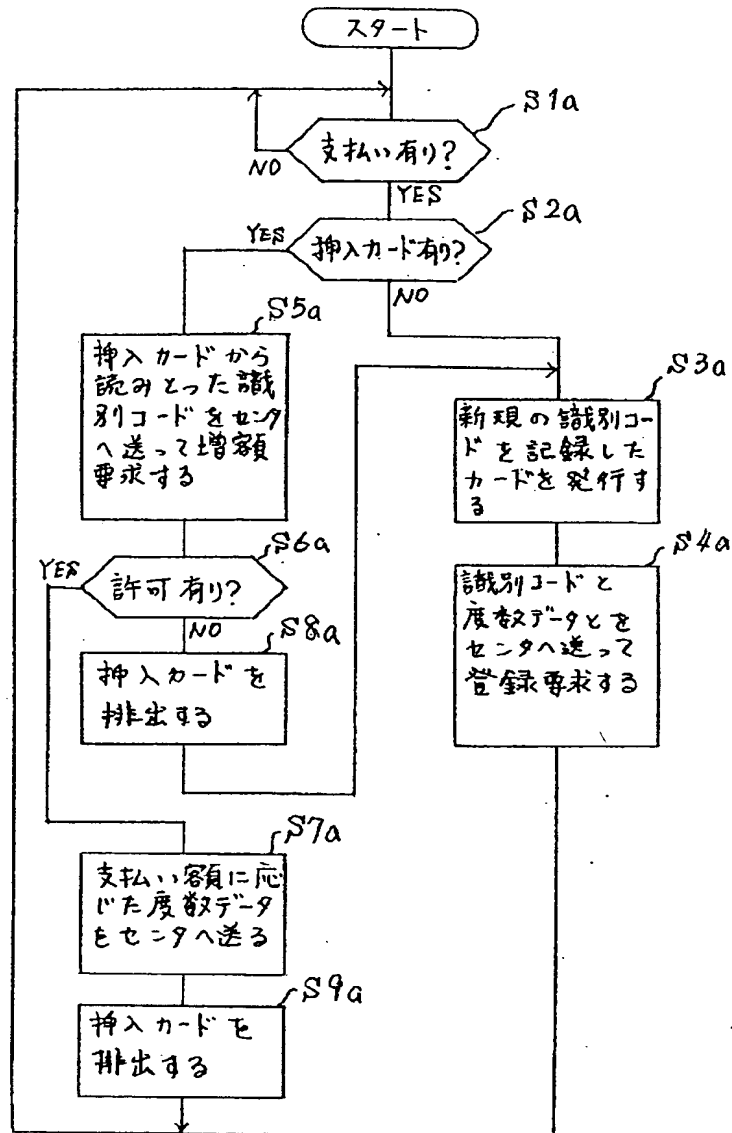 スタート
S1a
支払い有り?
NO
YES
S2a
YES
挿入カード有り?
NO
S5a
挿入カードから
読みとった識
別コードをセンタ
へ送って増額
要求する
S3a
新規の識別コー
ドを記録した
カードを発行す
る
S6a
YES
許可有り?
NO
S4a
識別コードと
度数データとを
センタへ送って
登録要求する
S8a
挿入カードを
排出する
S7a
支払い額に応
じた度数データ
をセンタへ送る
S9a
挿入カードを
排出する